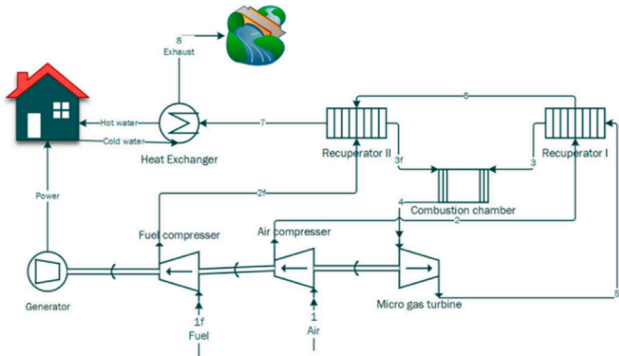 8
Exhaust
6
Hot water
7
Cold water
Heat Exchanger
Recuperator II
3f
3
Recuperator I
Power
2f
4
Combustion chamber
2
Fuel compresser
Air compresser
5
Generator
Micro gas turbine
1f
Fuel
1
Air